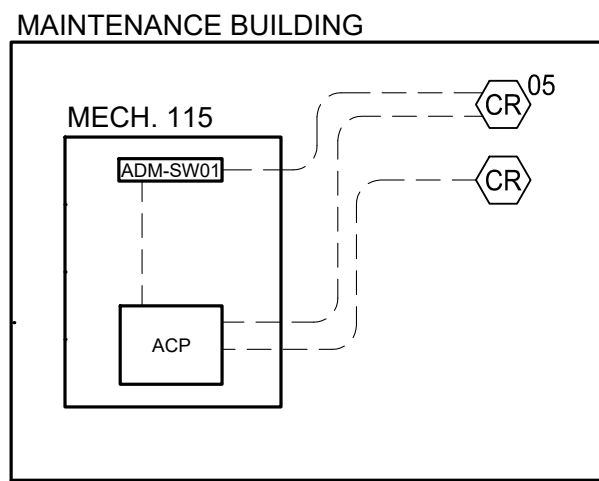 MAINTENANCE BUILDING
05
CR
MECH. 115
ADM-SW01
CR
ACP